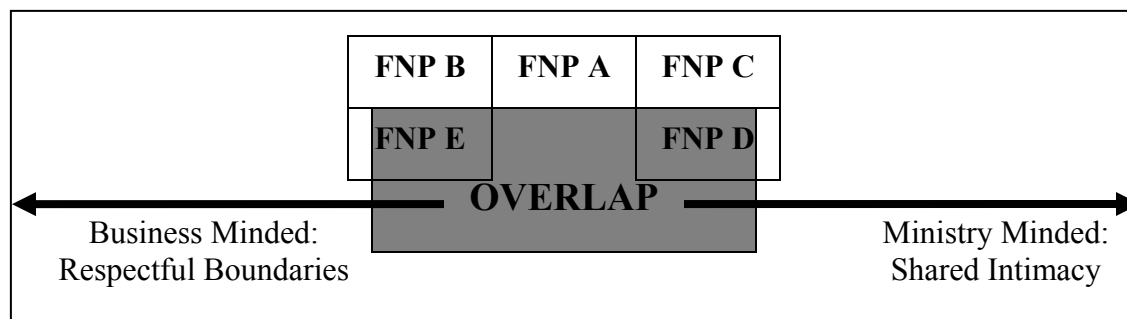 FNP B FNP A FNP C
FNP E FNP D
OVERLAP
Business Minded:
Respectful Boundaries
Ministry Minded:
Shared Intimacy